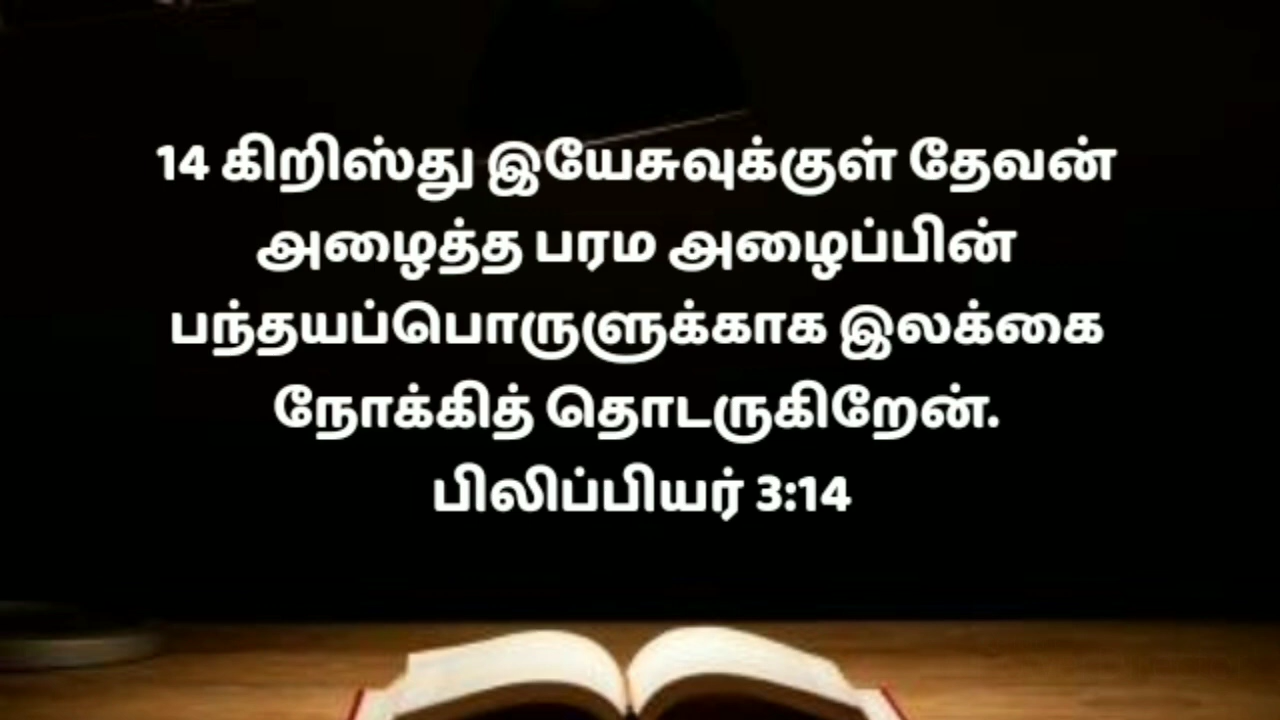 14 கிறிஸ்து இயேசுவுக்குள் தேவன்
அழைத்த பரம அழைப்பின்
பந்தயப்பொருளுக்காக இலக்கை
நோக்கித் தொடருகிறேன்.
பிலிப்பியர் 3:14